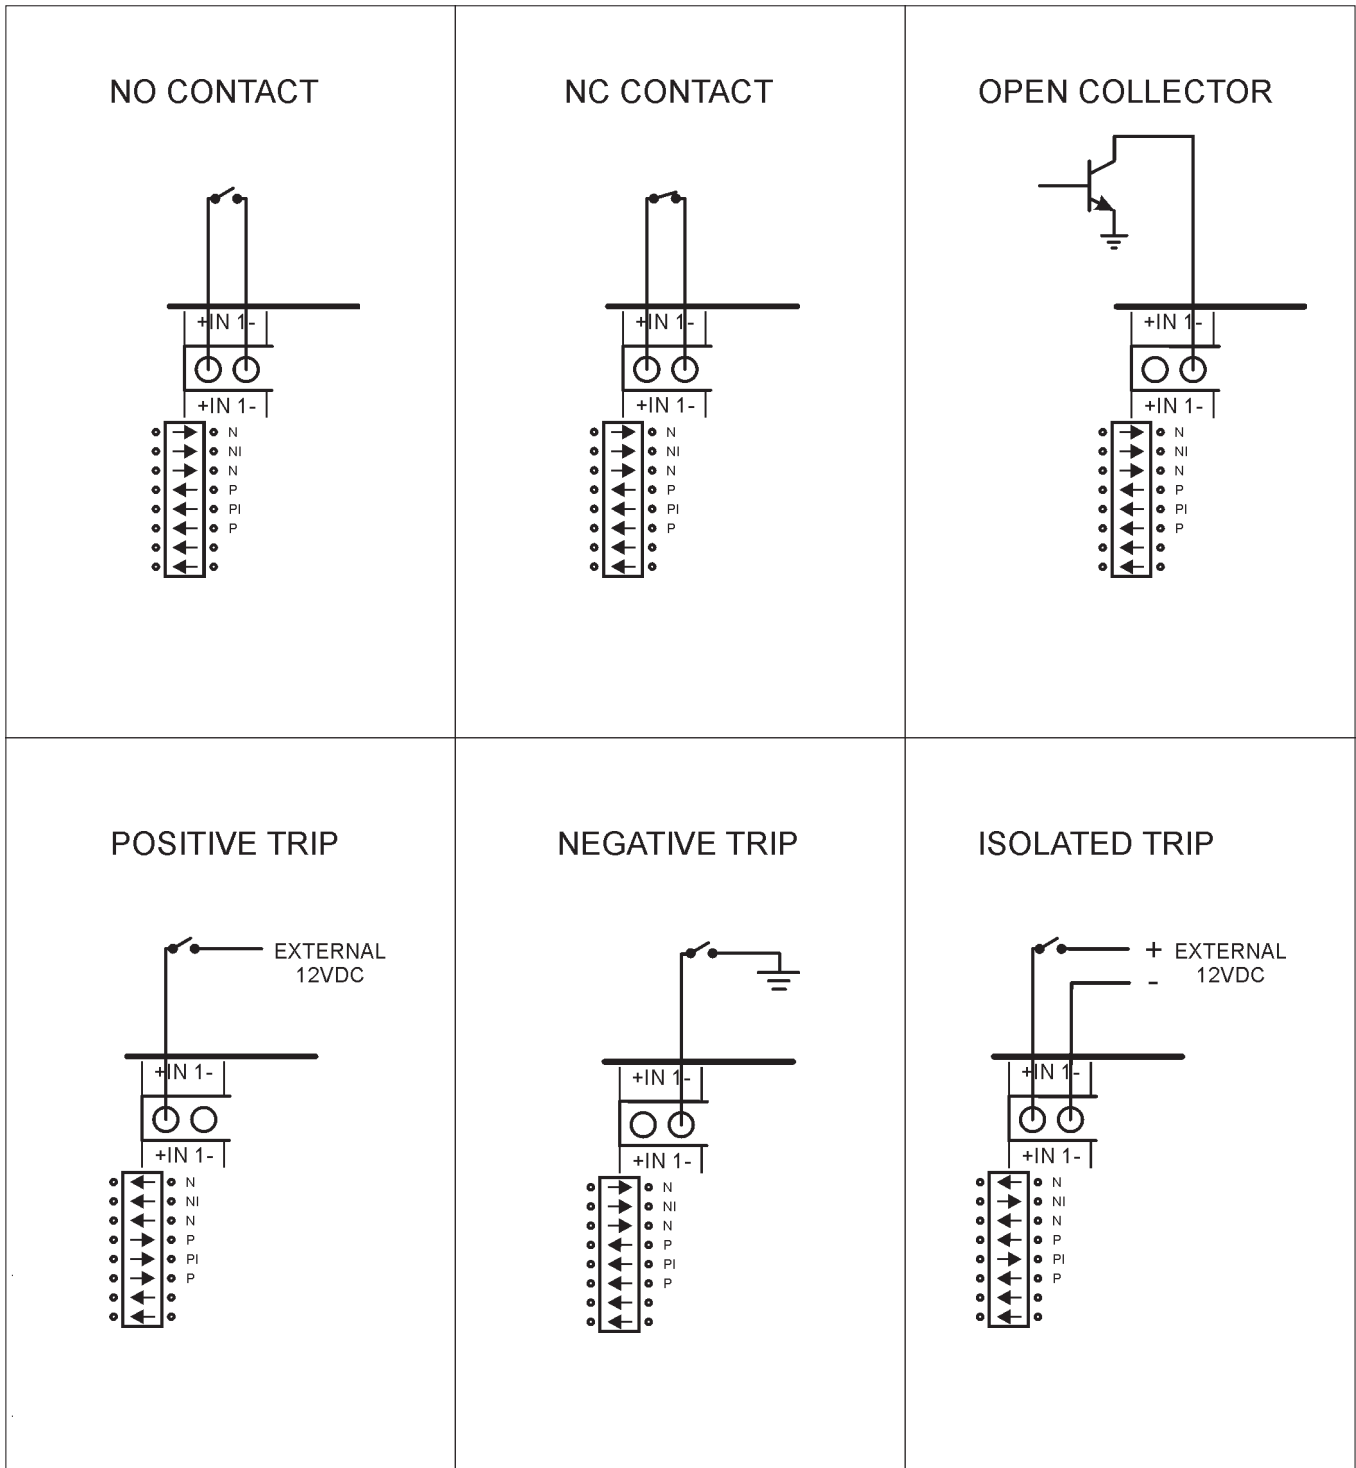 NO CONTACT
+IN 1-
+IN 1-
N
NI
N
P
PI
P
NC CONTACT
+IN 1-
+IN 1-
N
NI
N
P
PI
P
OPEN COLLECTOR
+IN 1-
+IN 1-
N
NI
N
P
PI
P
POSITIVE TRIP
EXTERNAL
12VDC
+IN 1-
+IN 1-
N
NI
N
P
PI
P
NEGATIVE TRIP
+IN 1-
+IN 1-
N
NI
N
P
PI
P
ISOLATED TRIP
+ EXTERNAL
- 12VDC
+IN 1-
+IN 1-
N
NI
N
P
PI
P